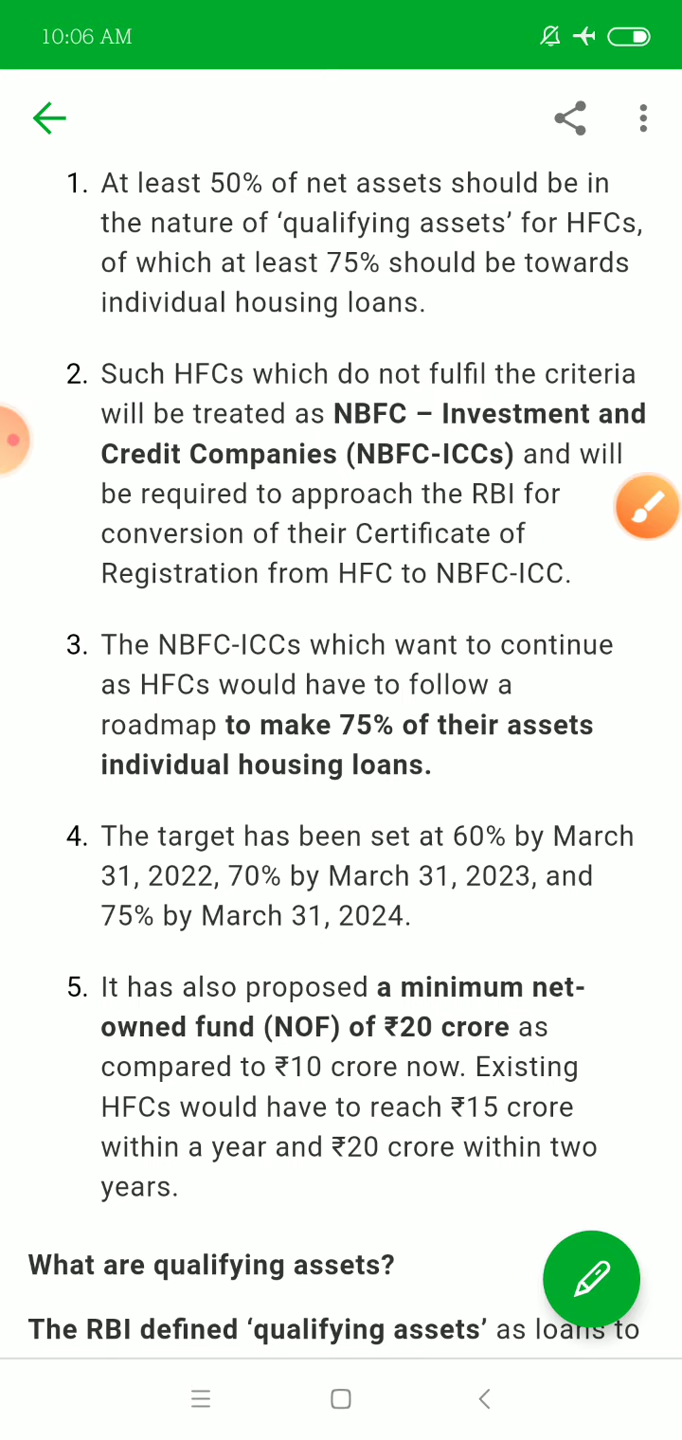 10:06 AM
1. At least 50% of net assets should be in
the nature of ‘qualifying assets’ for HFCs,
of which at least 75% should be towards
individual housing loans.
2. Such HFCs which do not fulfil the criteria
will be treated as NBFC – Investment and
Credit Companies (NBFC-ICCs) and will
be required to approach the RBI for
conversion of their Certificate of
Registration from HFC to NBFC-ICC.
3. The NBFC-ICCs which want to continue
as HFCs would have to follow a
roadmap to make 75% of their assets
individual housing loans.
4. The target has been set at 60% by March
31, 2022, 70% by March 31, 2023, and
75% by March 31, 2024.
5. It has also proposed a minimum net-
owned fund (NOF) of ₹20 crore as
compared to ₹10 crore now. Existing
HFCs would have to reach ₹15 crore
within a year and ₹20 crore within two
years.
What are qualifying assets?
The RBI defined ‘qualifying assets’ as loans to